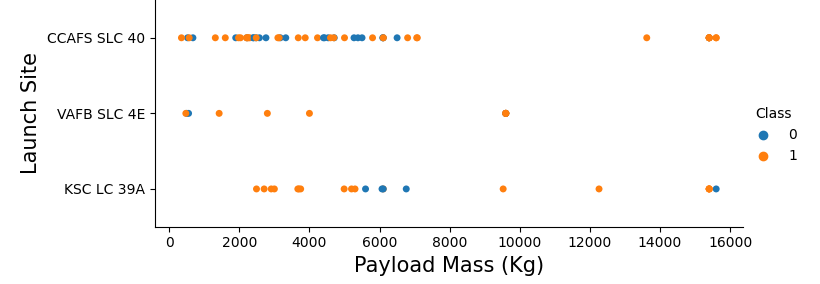 Launch Site
CCAFS SLC 40
VAFB SLC 4E
KSC LC 39A
0 2000 4000 6000 8000 10000 12000 14000 16000
Payload Mass (Kg)
Class
0
1